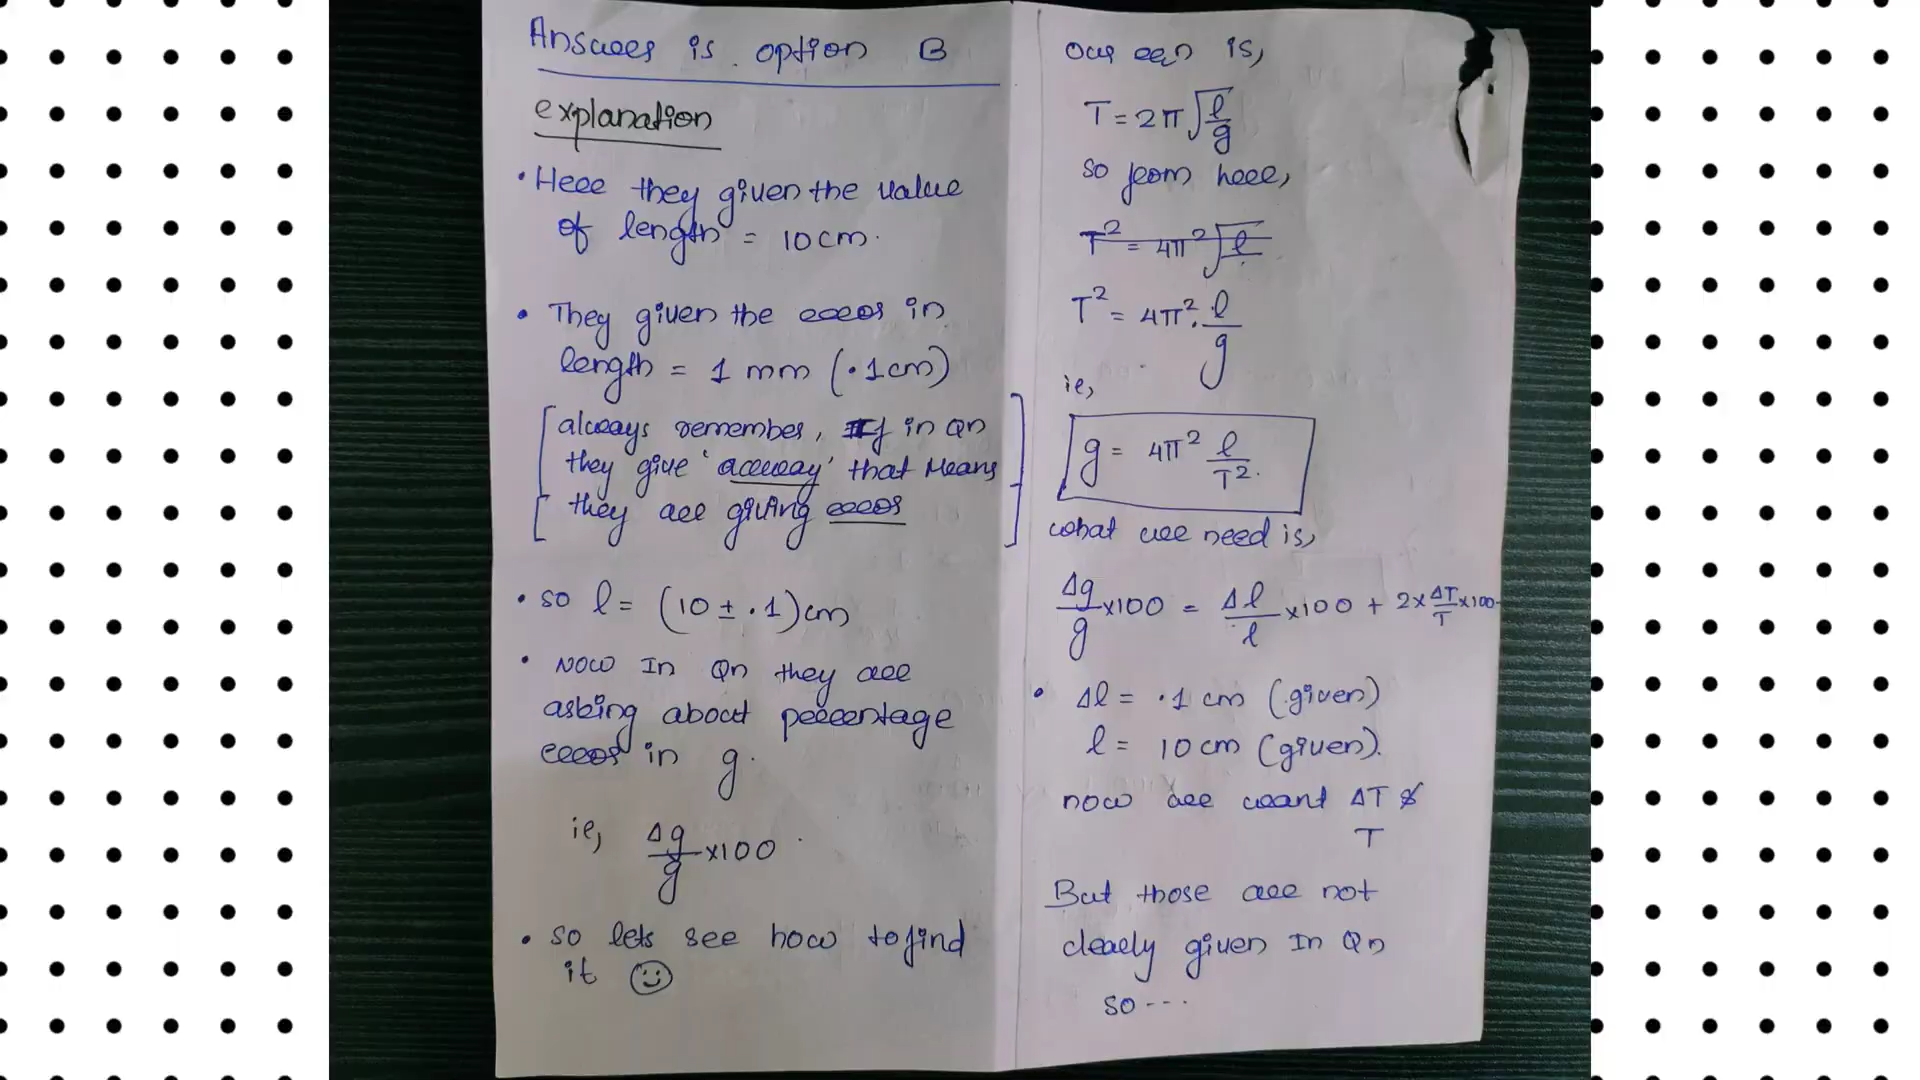 Answer is option B
explanation
• Here they given the value
of length = 10 cm.
• They given the error in
length = 1 mm (.1 cm)
[always remember, If in Qn
they give 'accuracy' that Means
they are giving error]
• so l = (10 ± .1) cm
• Now In Qn they are
asking about percentage
error in g.
ie, Δg/g ×100
• so lets see how to find
it ☺
Our eqn is,
T = 2π√(l/g)
so from here,
T² = 4π²√l
T² = 4π². l/g
ie,
g = 4π² l/T².
what we need is,
Δg/g ×100 = Δl/l ×100 + 2× ΔT/T ×100
• Δl = .1 cm (given)
l = 10 cm (given).
now we want ΔT &
T
But those are not
clearly given In Qn
so ---